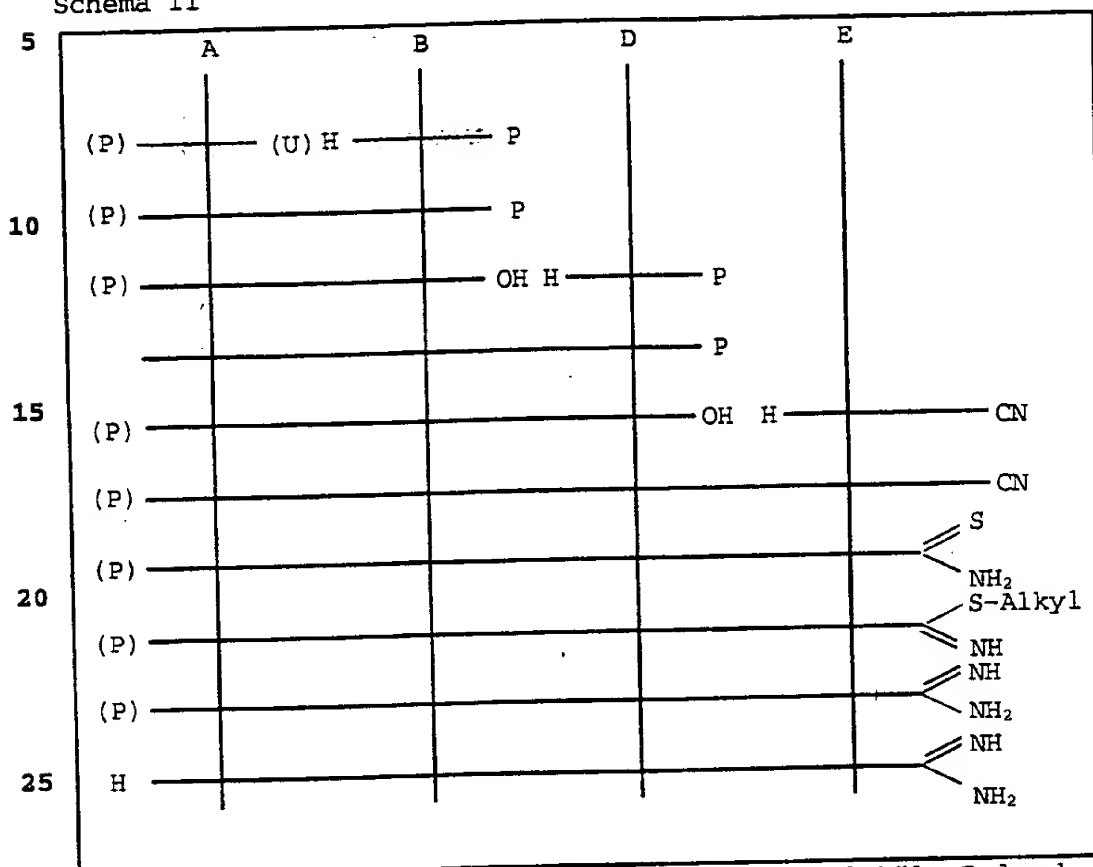 Schema II
5
A B D E
(P) (U) H P
10 (P) P
(P) OH H P
P
15 (P) OH H CN
(P) CN
S
(P) NH₂
20 S-Alkyl
(P) NH
NH
(P) NH₂
NH
25 H NH₂